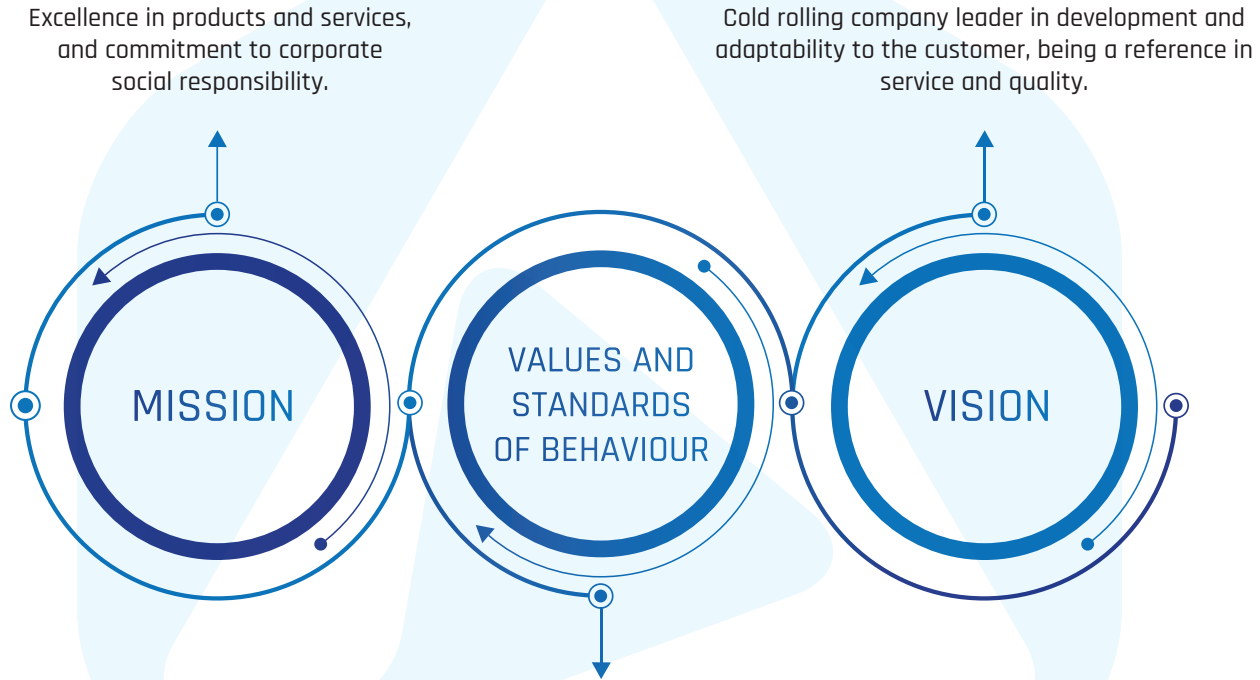 Excellence in products and services,
and commitment to corporate
social responsibility.
Cold rolling company leader in development and
adaptability to the customer, being a reference in
service and quality.
MISSION
VALUES AND
STANDARDS
OF BEHAVIOUR
VISION